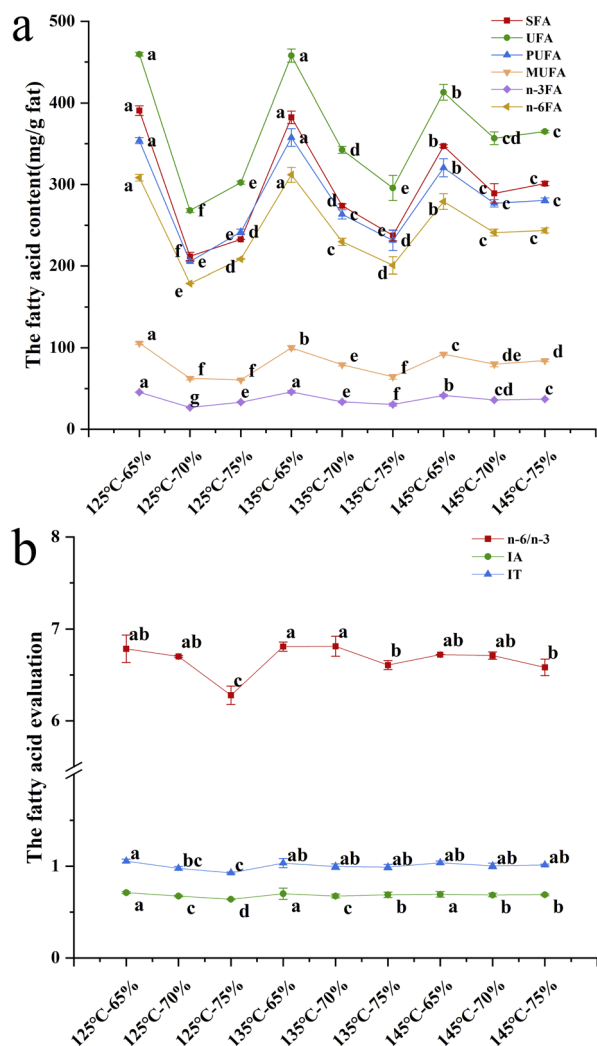 a
SFA
UFA
PUFA
MUFA
n-3FA
n-6FA
The fatty acid content(mg/g fat)
500
400
300
200
100
0
a f e a d e b cd c
a f e a d e b c c
a e d a c d b c c
a e d a c d b c c
a f f b e f c de d
a g e a e f b cd c
125°C-65%
125°C-70%
125°C-75%
135°C-65%
135°C-70%
135°C-75%
145°C-65%
145°C-70%
145°C-75%
b
n-6/n-3
IA
IT
The fatty acid evaluation
8
7
6
1
0
ab ab c a a b ab ab b
a bc c ab ab ab ab ab ab
a c d a c b a b b
125°C-65%
125°C-70%
125°C-75%
135°C-65%
135°C-70%
135°C-75%
145°C-65%
145°C-70%
145°C-75%